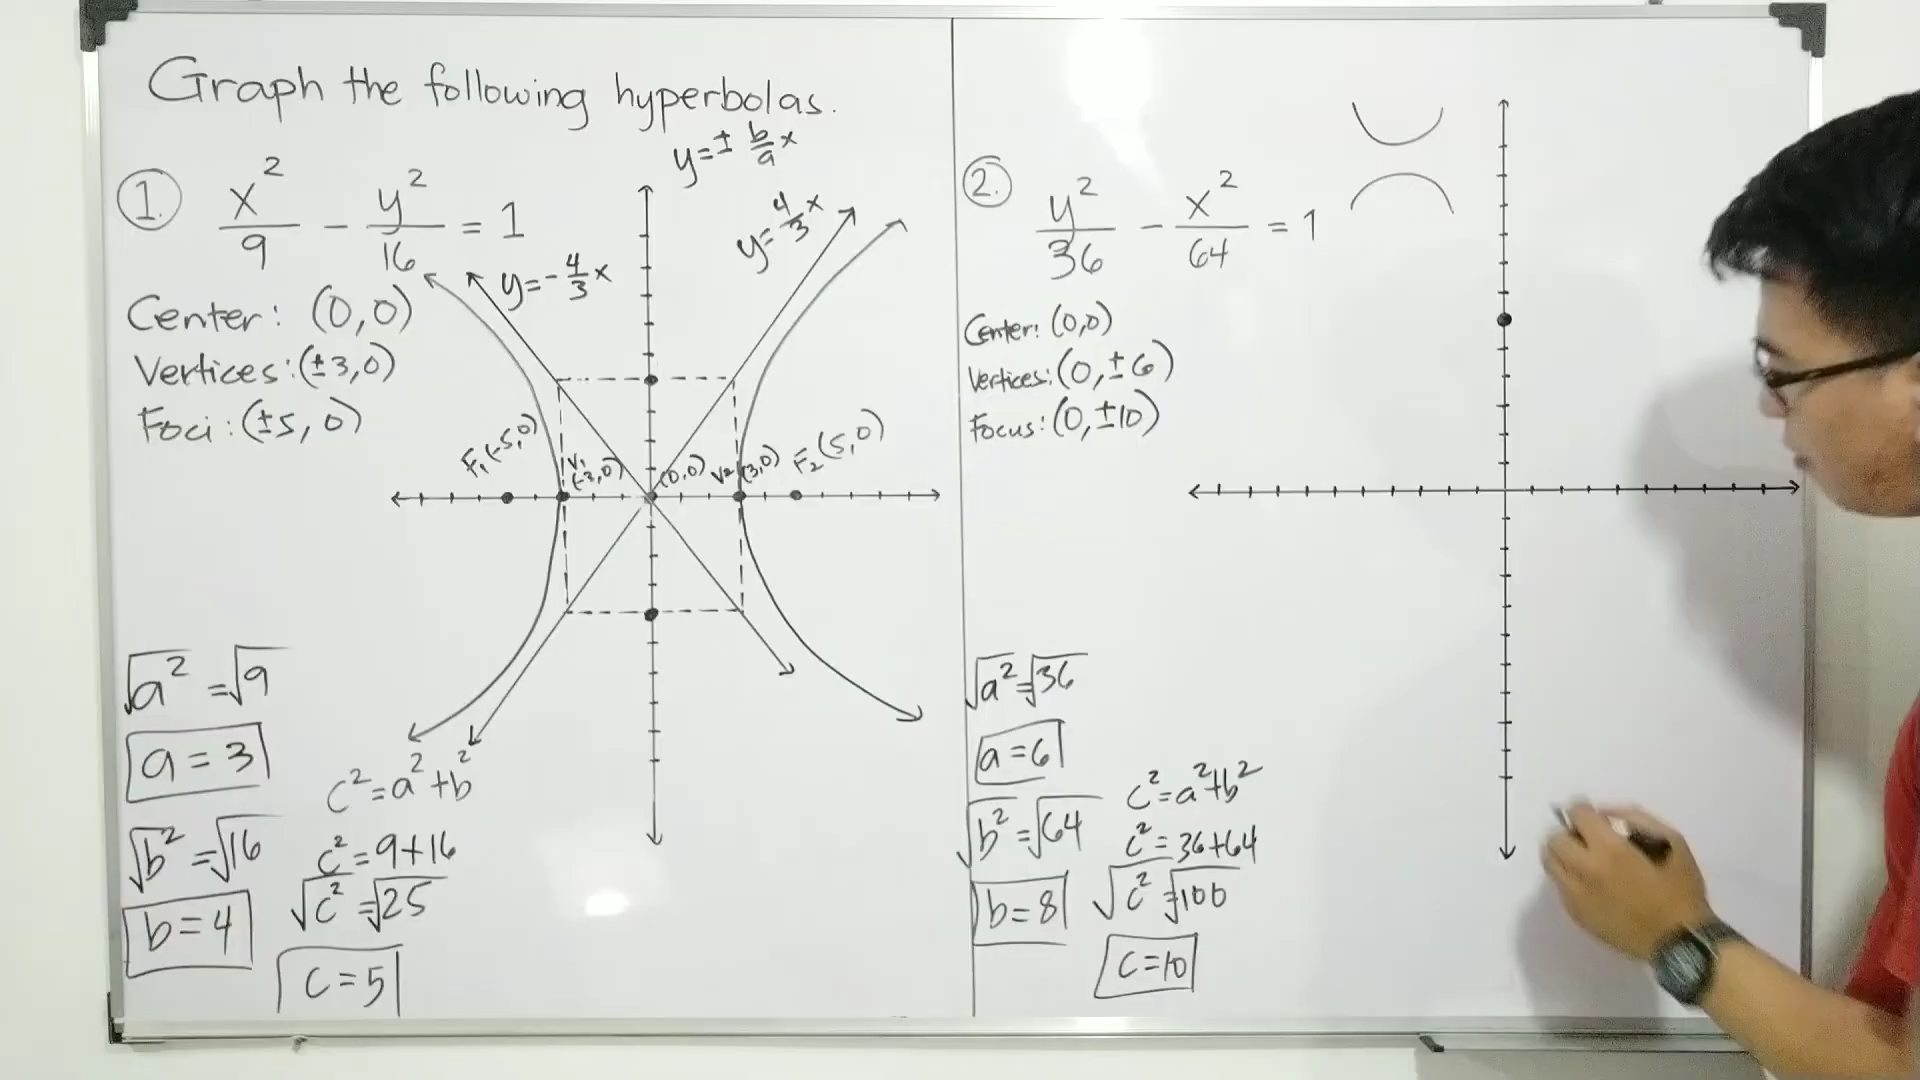 Graph the following hyperbolas.
1. x²/9 - y²/16 = 1
Center: (0,0)
Vertices: (±3,0)
Foci: (±5,0)
y=± b/a x
y=-4/3 x
y=4/3 x
F₁(-5,0)
V₁(-3,0)
(0,0)
V₂(3,0)
F₂(5,0)
√a² = √9
a = 3
√b² = √16
b = 4
c² = a² + b²
c² = 9+16
√c² = √25
c = 5
2. y²/36 - x²/64 = 1
Center: (0,0)
Vertices: (0,±6)
Focus: (0,±10)
√a² = √36
a = 6
√b² = √64
b = 8
c² = a² + b²
c² = 36+64
√c² = √100
c = 10